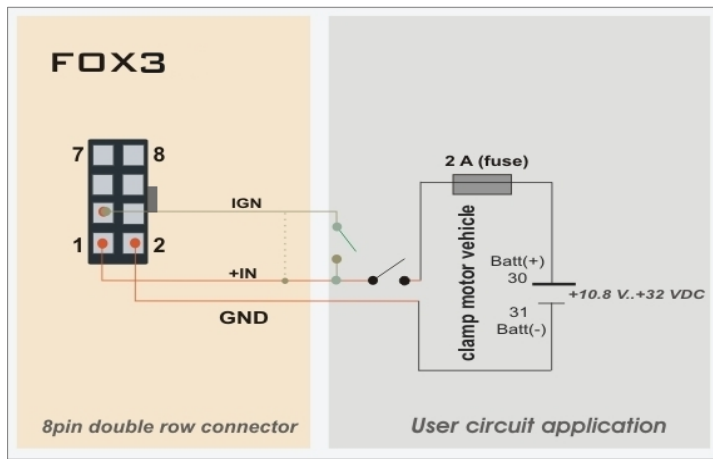 FOX3
7 8
1 2
IGN
+IN
GND
8pin double row connector
2 A (fuse)
clamp motor vehicle
Batt(+)
30
+10.8 V..+32 VDC
31
Batt(-)
User circuit application